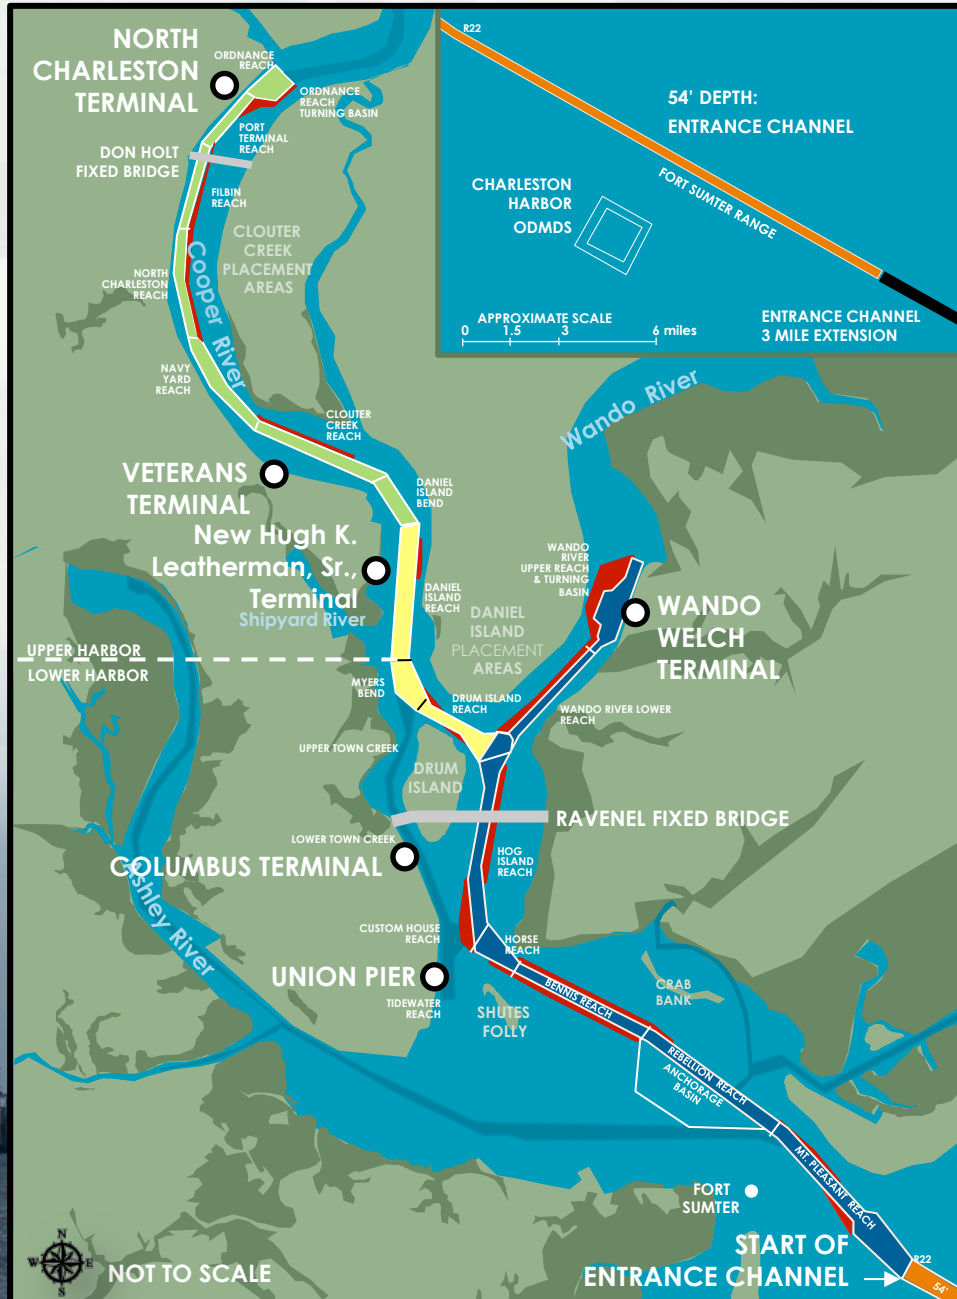 NORTH
CHARLESTON
TERMINAL
ORDNANCE
REACH
ORDNANCE
REACH
TURNING BASIN
PORT
TERMINAL
REACH
DON HOLT
FIXED BRIDGE
FILBIN
REACH
CLOUTER
CREEK
PLACEMENT
AREAS
NORTH
CHARLESTON
REACH
Cooper River
NAVY
YARD
REACH
CLOUTER
CREEK
REACH
R22
54' DEPTH:
ENTRANCE CHANNEL
FORT SUMTER RANGE
CHARLESTON
HARBOR
ODMDS
APPROXIMATE SCALE
0 1.5 3 6 miles
ENTRANCE CHANNEL
3 MILE EXTENSION
Wando River
VETERANS
TERMINAL
DANIEL
ISLAND
BEND
New Hugh K.
Leatherman, Sr.,
Terminal
Shipyard River
DANIEL
ISLAND
REACH
WANDO
RIVER
UPPER REACH
& TURNING
BASIN
WANDO
WELCH
TERMINAL
DANIEL
ISLAND
PLACEMENT
AREAS
UPPER HARBOR
LOWER HARBOR
MYERS
BEND
DRUM ISLAND
REACH
WANDO RIVER LOWER
REACH
UPPER TOWN CREEK
DRUM
ISLAND
RAVENEL FIXED BRIDGE
LOWER TOWN CREEK
COLUMBUS TERMINAL
HOG
ISLAND
REACH
Ashley River
CUSTOM HOUSE
REACH
HORSE
REACH
UNION PIER
TIDEWATER
REACH
SHUTES
FOLLY
BENNIS REACH
CRAB
BANK
REBELLION REACH
ANCHORAGE
BASIN
MT. PLEASANT REACH
FORT
SUMTER
START OF
ENTRANCE CHANNEL
R22
54'
N
W E
S
NOT TO SCALE